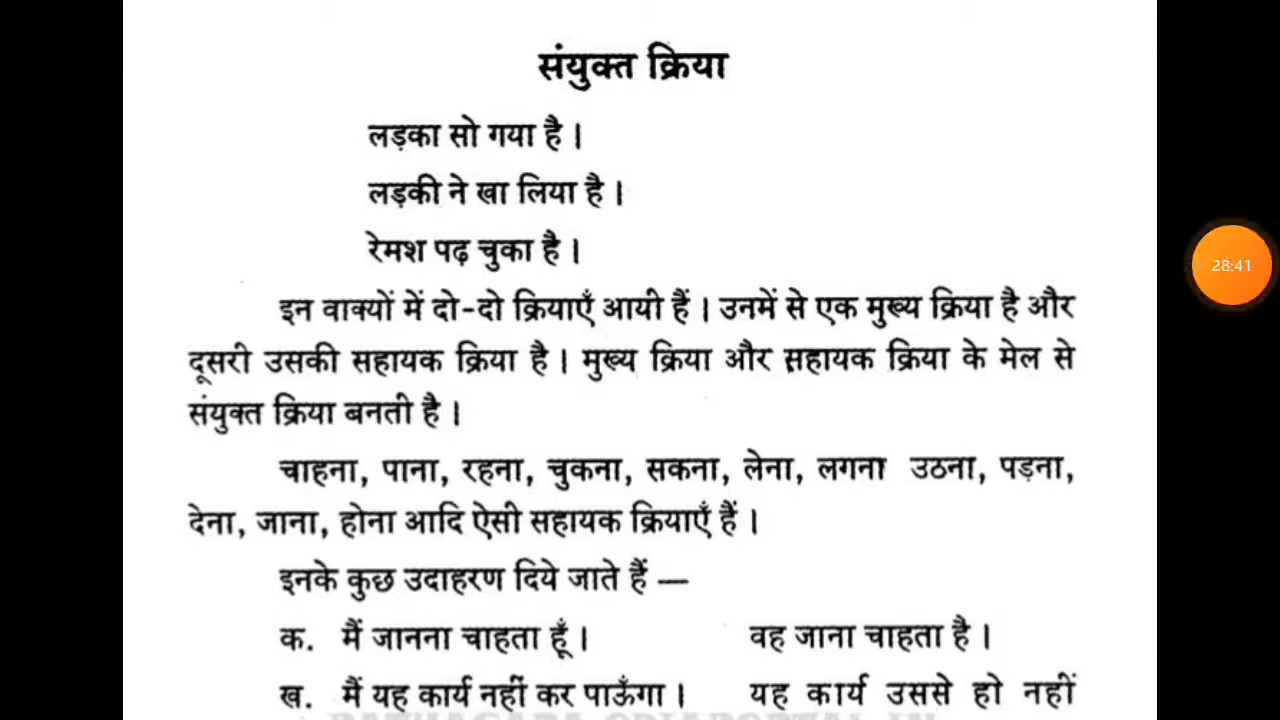 संयुक्त क्रिया
लड़का सो गया है ।
लड़की ने खा लिया है ।
रेमश पढ़ चुका है ।
28:41
इन वाक्यों में दो-दो क्रियाएँ आयी हैं । उनमें से एक मुख्य क्रिया है और
दूसरी उसकी सहायक क्रिया है । मुख्य क्रिया और सहायक क्रिया के मेल से
संयुक्त क्रिया बनती है ।
चाहना, पाना, रहना, चुकना, सकना, लेना, लगना उठना, पड़ना,
देना, जाना, होना आदि ऐसी सहायक क्रियाएँ हैं ।
इनके कुछ उदाहरण दिये जाते हैं —
क. मैं जानना चाहता हूँ । वह जाना चाहता है ।
ख. मैं यह कार्य नहीं कर पाऊँगा । यह कार्य उससे हो नहीं